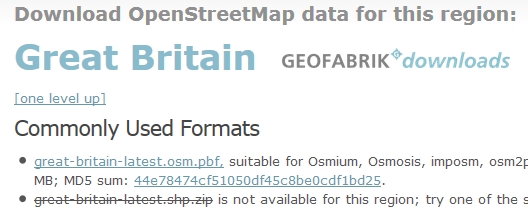 Download OpenStreetMap data for this region:
Great Britain GEOFABRIK downloads
[one level up]
Commonly Used Formats
great-britain-latest.osm.pbf, suitable for Osmium, Osmosis, imposm, osm2p
MB; MD5 sum: 44e78474cf51050df45c8be0cdf1bd25.
great-britain-latest.shp.zip is not available for this region; try one of the s